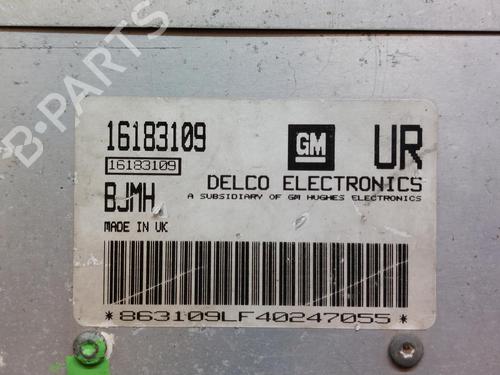 16183109
GM
UR
16183109
BJMH
DELCO ELECTRONICS
A SUBSIDIARY OF GM HUGHES ELECTRONICS
MADE IN UK
*863109LF40247055*
B-PARTS